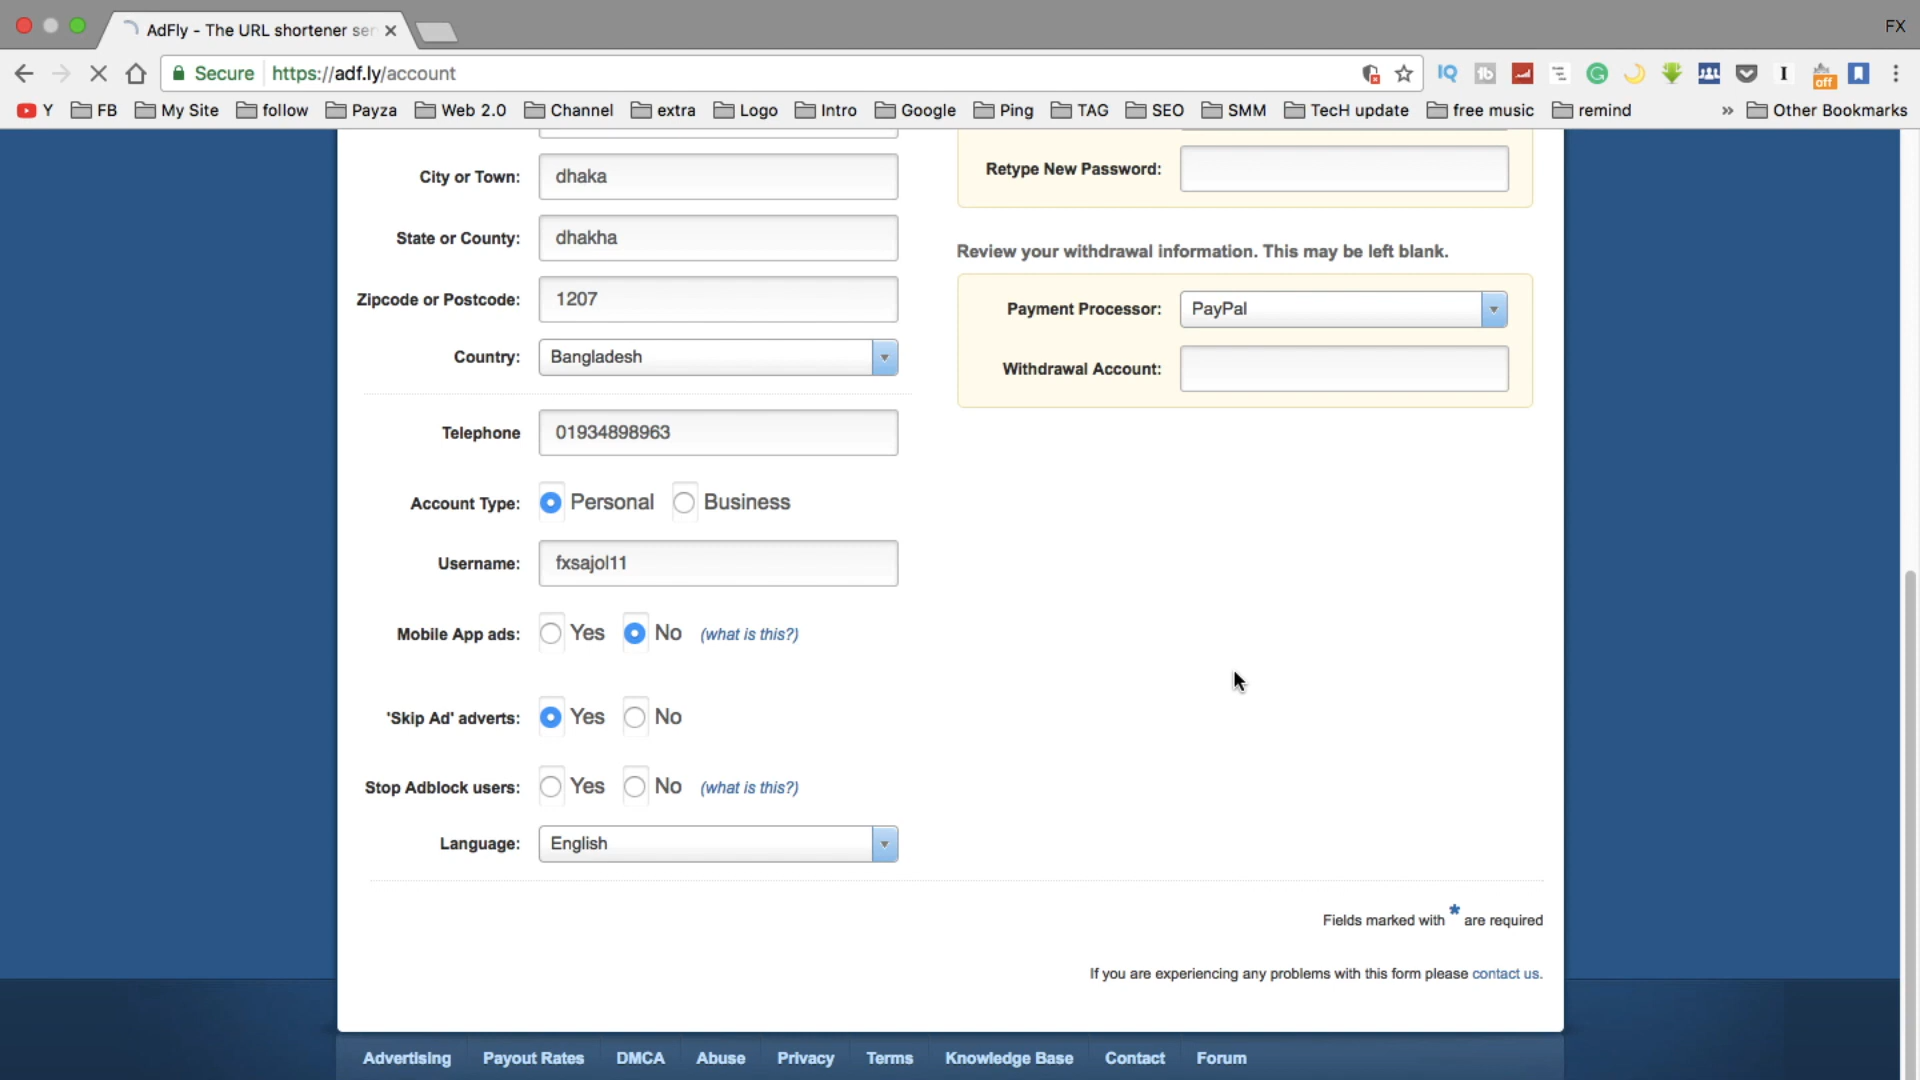 AdFly - The URL shortener ser
FX
Secure https://adf.ly/account
Y FB My Site follow Payza Web 2.0 Channel extra Logo Intro Google Ping TAG SEO SMM TecH update free music remind » Other Bookmarks
City or Town: dhaka
Retype New Password:
State or County: dhakha
Review your withdrawal information. This may be left blank.
Zipcode or Postcode: 1207
Payment Processor: PayPal
Country: Bangladesh
Withdrawal Account:
Telephone 01934898963
Account Type: Personal Business
Username: fxsajol11
Mobile App ads: Yes No (what is this?)
'Skip Ad' adverts: Yes No
Stop Adblock users: Yes No (what is this?)
Language: English
Fields marked with * are required
If you are experiencing any problems with this form please contact us.
Advertising Payout Rates DMCA Abuse Privacy Terms Knowledge Base Contact Forum